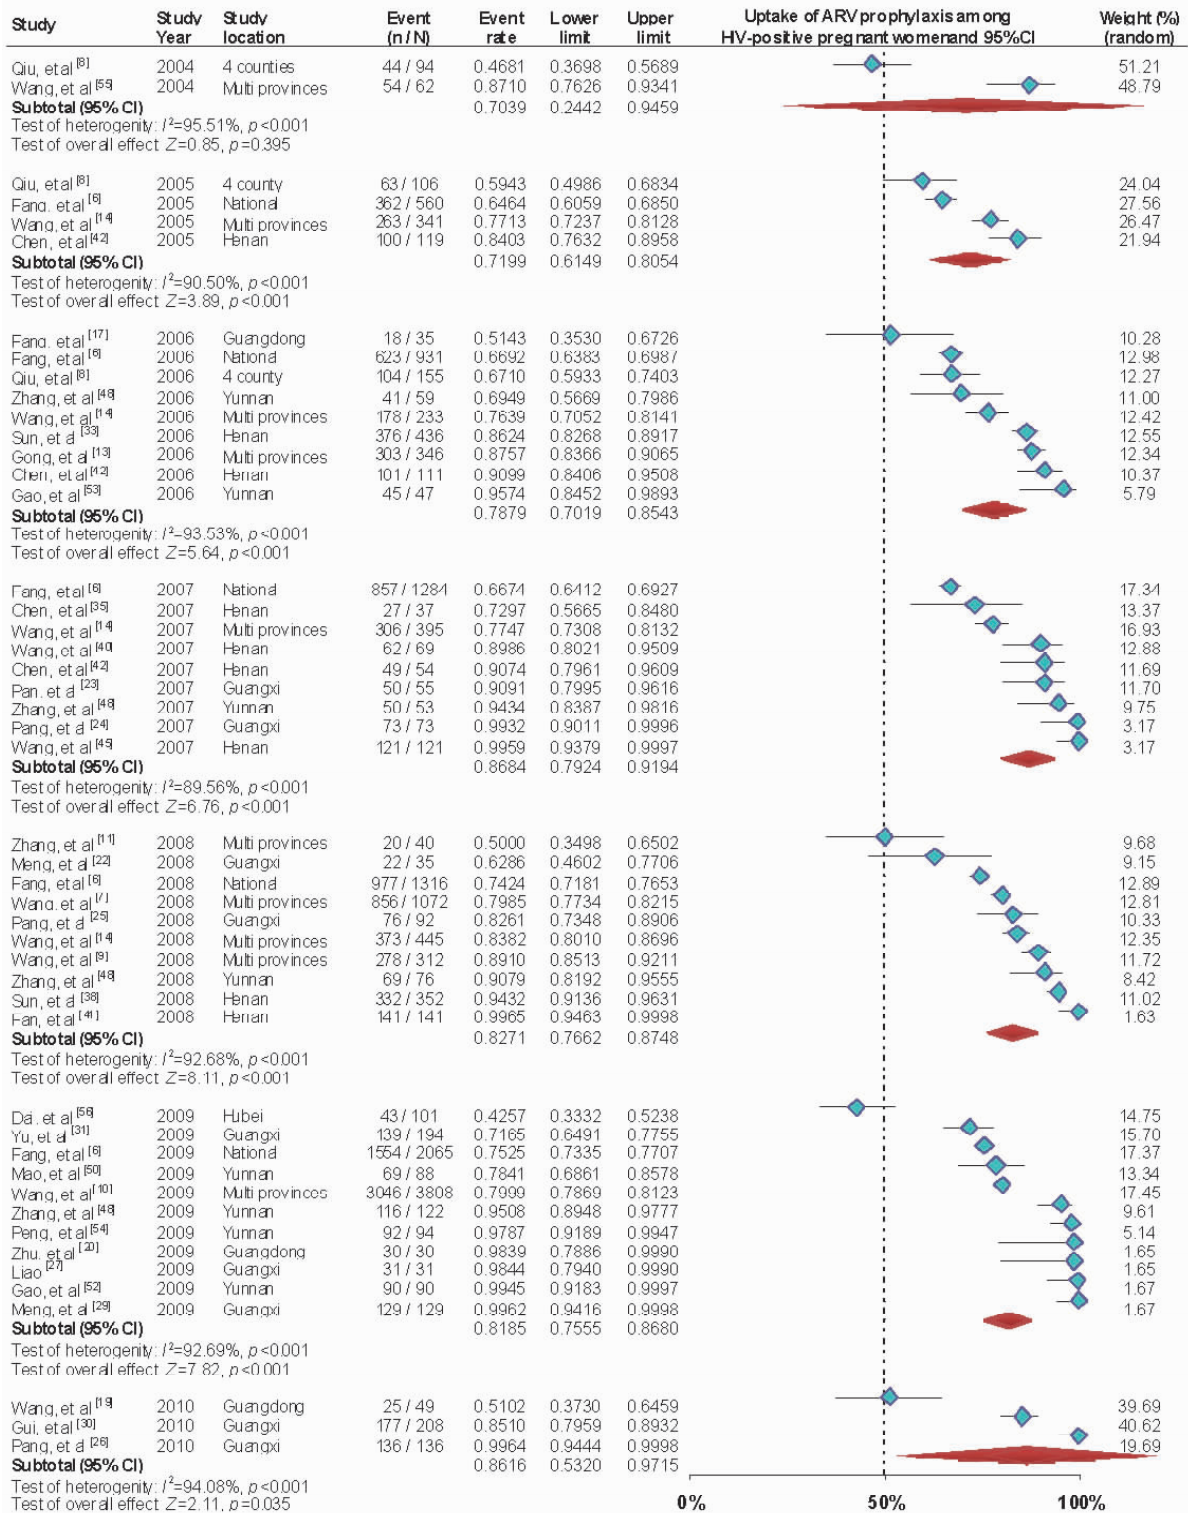 Study Study Year Study location Event (n / N) Event rate Lower limit Upper limit Uptake of ARV prophylaxis among HV-positive pregnant womenand 95%CI Weight (%) (random)
Qiu, etal [8] 2004 4 counties 44 / 94 0.4681 0.3698 0.5689 51.21
Wang, et al [55] 2004 Multi provinces 54 / 62 0.8710 0.7626 0.9341 48.79
Subtotal (95% CI) 0.7039 0.2442 0.9459
Test of heterogenity: I²=95.51%, p<0.001
Test of overall effect Z=0.85, p=0.395
Qiu, etal [8] 2005 4 county 63 / 106 0.5943 0.4986 0.6834 24.04
Fang. et al [6] 2005 National 362 / 560 0.6464 0.6059 0.6850 27.56
Wang, et al [14] 2005 Multi provinces 263 / 341 0.7713 0.7237 0.8128 26.47
Chen, et al [42] 2005 Henan 100 / 119 0.8403 0.7632 0.8958 21.94
Subtotal (95% CI) 0.7199 0.6149 0.8054
Test of heterogenity: I²=90.50%, p<0.001
Test of overall effect Z=3.89, p<0.001
Fang. et al [17] 2006 Guangdong 18 / 35 0.5143 0.3530 0.6726 10.28
Fang, et al [6] 2006 National 623 / 931 0.6692 0.6383 0.6987 12.98
Qiu, et al [8] 2006 4 county 104 / 155 0.6710 0.5933 0.7403 12.27
Zhang, et al [48] 2006 Yunnan 41 / 59 0.6949 0.5669 0.7986 11.00
Wang, et al [14] 2006 Multi provinces 178 / 233 0.7639 0.7052 0.8141 12.42
Sun, et al [33] 2006 Henan 376 / 436 0.8624 0.8268 0.8917 12.55
Gong, et al [13] 2006 Multi provinces 303 / 346 0.8757 0.8366 0.9065 12.34
Chen, et al [42] 2006 Henan 101 / 111 0.9099 0.8406 0.9508 10.37
Gao, et al [53] 2006 Yunnan 45 / 47 0.9574 0.8452 0.9893 5.79
Subtotal (95% CI) 0.7879 0.7019 0.8543
Test of heterogenity: I²=93.53%, p<0.001
Test of overall effect Z=5.64, p<0.001
Fang, et al [6] 2007 National 857 / 1284 0.6674 0.6412 0.6927 17.34
Chen, et al [35] 2007 Henan 27 / 37 0.7297 0.5665 0.8480 13.37
Wang, et al [14] 2007 Multi provinces 306 / 395 0.7747 0.7308 0.8132 16.93
Wang, et al [40] 2007 Henan 62 / 69 0.8986 0.8021 0.9509 12.88
Chen, et al [42] 2007 Henan 49 / 54 0.9074 0.7961 0.9609 11.69
Pan. et al [23] 2007 Guangxi 50 / 55 0.9091 0.7995 0.9616 11.70
Zhang, et al [48] 2007 Yunnan 50 / 53 0.9434 0.8387 0.9816 9.75
Pang, et al [24] 2007 Guangxi 73 / 73 0.9932 0.9011 0.9996 3.17
Wang, et al [45] 2007 Henan 121 / 121 0.9959 0.9379 0.9997 3.17
Subtotal (95% CI) 0.8684 0.7924 0.9194
Test of heterogenity: I²=89.56%, p<0.001
Test of overall effect Z=6.76, p<0.001
Zhang, et al [11] 2008 Multi provinces 20 / 40 0.5000 0.3498 0.6502 9.68
Meng, et al [22] 2008 Guangxi 22 / 35 0.6286 0.4602 0.7706 9.15
Fang, et al [6] 2008 National 977 / 1316 0.7424 0.7181 0.7653 12.89
Wang. et al [7] 2008 Multi provinces 856 / 1072 0.7985 0.7734 0.8215 12.81
Pang, et al [25] 2008 Guangxi 76 / 92 0.8261 0.7348 0.8906 10.33
Wang, et al [14] 2008 Multi provinces 373 / 445 0.8382 0.8010 0.8696 12.35
Wang, et al [9] 2008 Multi provinces 278 / 312 0.8910 0.8513 0.9211 11.72
Zhang, et al [48] 2008 Yunnan 69 / 76 0.9079 0.8192 0.9555 8.42
Sun, et al [38] 2008 Henan 332 / 352 0.9432 0.9136 0.9631 11.02
Fan, et al [41] 2008 Henan 141 / 141 0.9965 0.9463 0.9998 1.63
Subtotal (95% CI) 0.8271 0.7662 0.8748
Test of heterogenity: I²=92.68%, p<0.001
Test of overall effect Z=8.11, p<0.001
Dai. et al [56] 2009 Hubei 43 / 101 0.4257 0.3332 0.5238 14.75
Yu, et al [31] 2009 Guangxi 139 / 194 0.7165 0.6491 0.7755 15.70
Fang, et al [6] 2009 National 1554 / 2065 0.7525 0.7335 0.7707 17.37
Mao, et al [50] 2009 Yunnan 69 / 88 0.7841 0.6861 0.8578 13.34
Wang, et al [10] 2009 Multi provinces 3046 / 3808 0.7999 0.7869 0.8123 17.45
Zhang, et al [48] 2009 Yunnan 116 / 122 0.9508 0.8948 0.9777 9.61
Peng, et al [54] 2009 Yunnan 92 / 94 0.9787 0.9189 0.9947 5.14
Zhu. et al [20] 2009 Guangdong 30 / 30 0.9839 0.7886 0.9990 1.65
Liao [27] 2009 Guangxi 31 / 31 0.9844 0.7940 0.9990 1.65
Gao, et al [52] 2009 Yunnan 90 / 90 0.9945 0.9183 0.9997 1.67
Meng, et al [29] 2009 Guangxi 129 / 129 0.9962 0.9416 0.9998 1.67
Subtotal (95% CI) 0.8185 0.7555 0.8680
Test of heterogenity: I²=92.69%, p<0.001
Test of overall effect Z=7.82, p<0.001
Wang, et al [19] 2010 Guangdong 25 / 49 0.5102 0.3730 0.6459 39.69
Gui, et al [30] 2010 Guangxi 177 / 208 0.8510 0.7959 0.8932 40.62
Pang, et al [26] 2010 Guangxi 136 / 136 0.9964 0.9444 0.9998 19.69
Subtotal (95% CI) 0.8616 0.5320 0.9715
Test of heterogenity: I²=94.08%, p<0.001
Test of overall effect Z=2.11, p=0.035
0% 50% 100%